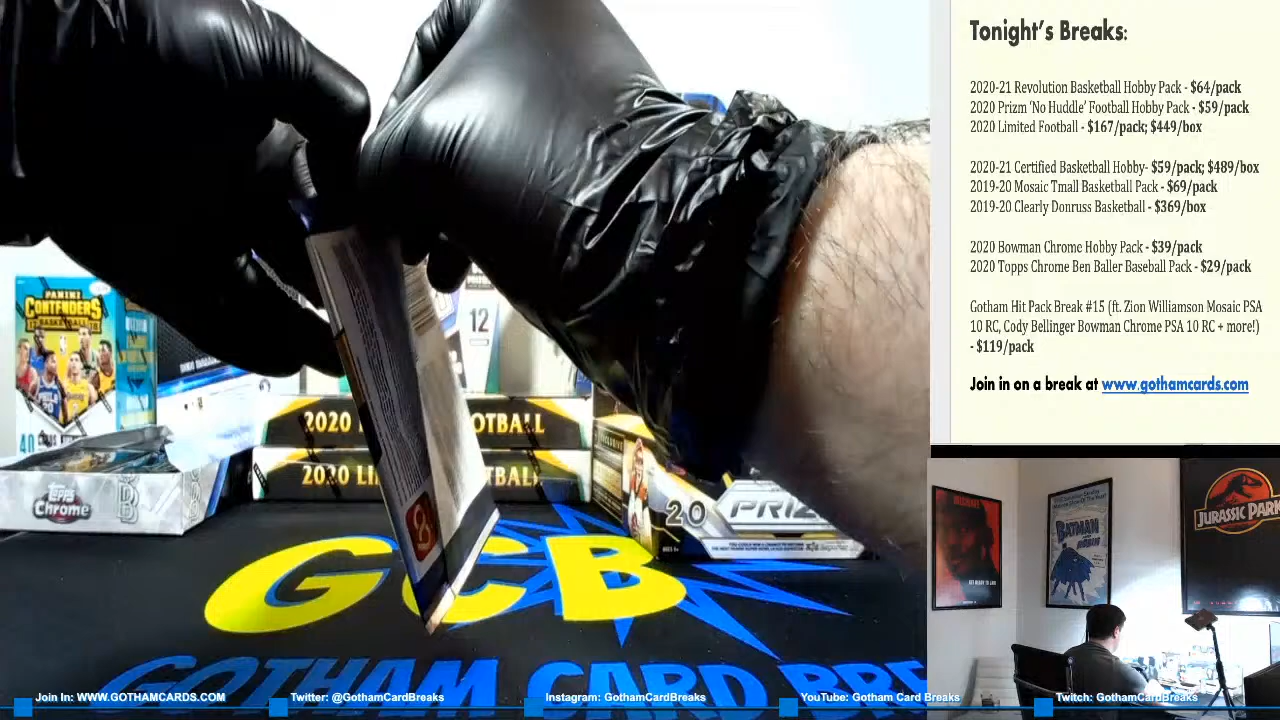 Tonight's Breaks:
2020-21 Revolution Basketball Hobby Pack - $64/pack
2020 Prizm 'No Huddle' Football Hobby Pack - $59/pack
2020 Limited Football - $167/pack; $449/box
2020-21 Certified Basketball Hobby- $59/pack; $489/box
2019-20 Mosaic Tmall Basketball Pack - $69/pack
2019-20 Clearly Donruss Basketball - $369/box
2020 Bowman Chrome Hobby Pack - $39/pack
2020 Topps Chrome Ben Baller Baseball Pack - $29/pack
Gotham Hit Pack Break #15 (ft. Zion Williamson Mosaic PSA
10 RC, Cody Bellinger Bowman Chrome PSA 10 RC + more!)
- $119/pack
Join in on a break at www.gothamcards.com
PANINI
CONTENDERS
BASKETBALL
40
12
2020
OTBALL
2020 LI
Topps
Chrome
20 PRIZ
GCB
GOTHAM CARD BRE
BATMAN
JURASSIC PARK
Join In: WWW.GOTHAMCARDS.COM
Twitter: @GothamCardBreaks
Instagram: GothamCardBreaks
YouTube: Gotham Card Breaks
Twitch: GothamCardBreaks